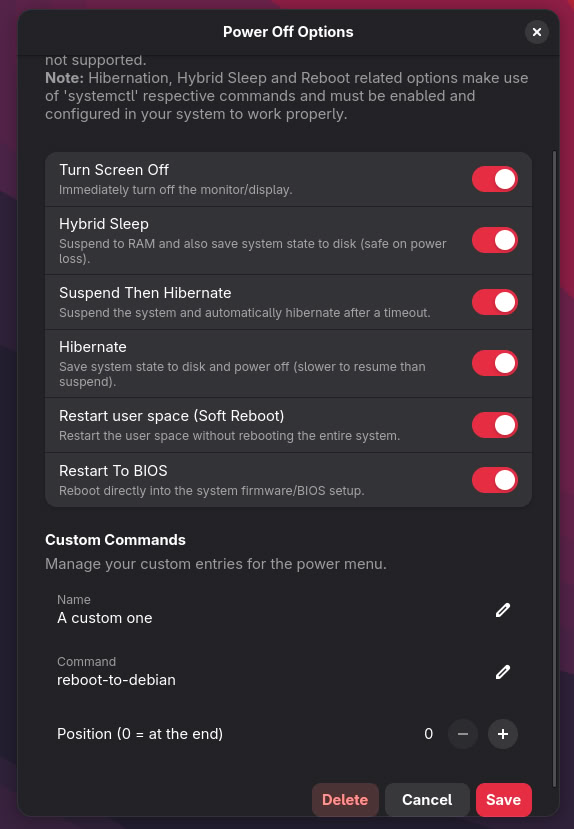 Power Off Options
not supported.
Note: Hibernation, Hybrid Sleep and Reboot related options make use
of 'systemctl' respective commands and must be enabled and
configured in your system to work properly.
Turn Screen Off
Immediately turn off the monitor/display.
Hybrid Sleep
Suspend to RAM and also save system state to disk (safe on power
loss).
Suspend Then Hibernate
Suspend the system and automatically hibernate after a timeout.
Hibernate
Save system state to disk and power off (slower to resume than
suspend).
Restart user space (Soft Reboot)
Restart the user space without rebooting the entire system.
Restart To BIOS
Reboot directly into the system firmware/BIOS setup.
Custom Commands
Manage your custom entries for the power menu.
Name
A custom one
Command
reboot-to-debian
Position (0 = at the end) 0
Delete Cancel Save